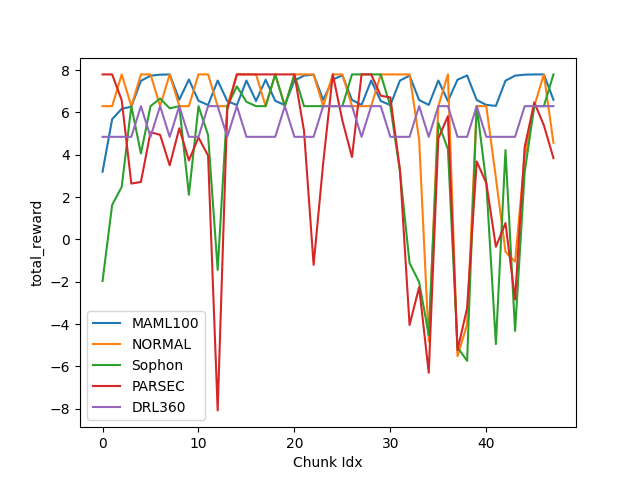 8
6
4
2
0
−2
−4
−6
−8
total_reward
MAML100
NORMAL
Sophon
PARSEC
DRL360
0 10 20 30 40
Chunk Idx